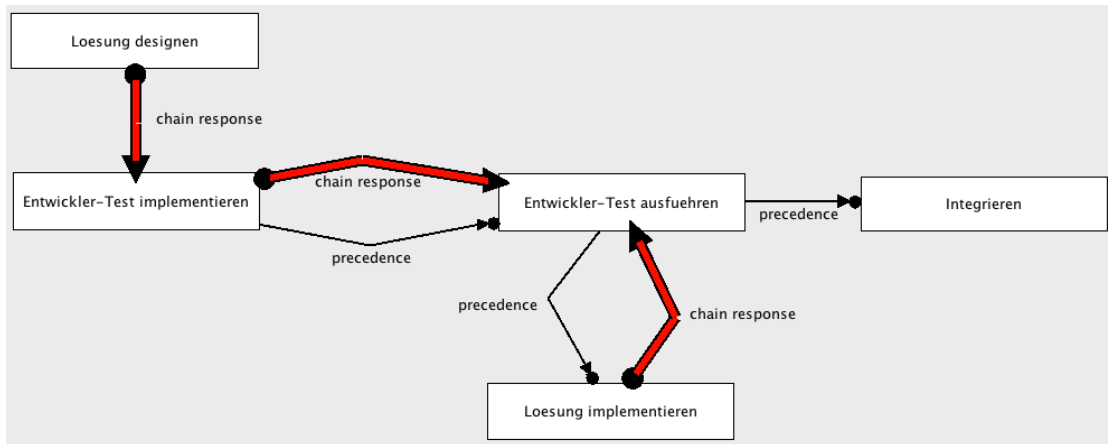 Loesung designen
chain response
Entwickler-Test implementieren
chain response
precedence
Entwickler-Test ausfuehren
precedence
Integrieren
precedence
chain response
Loesung implementieren